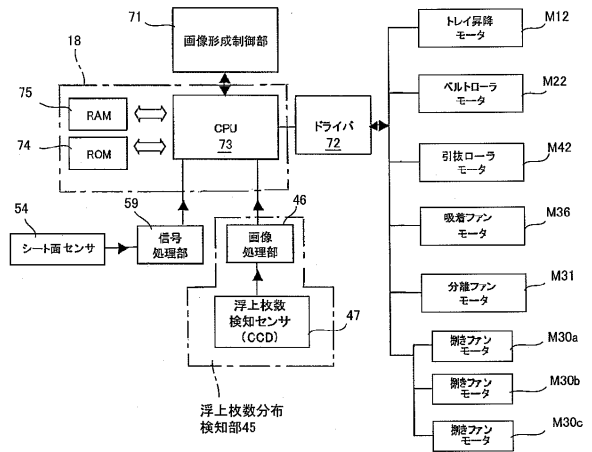 71
画像形成制御部
18
75
RAM
74
ROM
CPU
73
ドライバ
72
トレイ昇降
モータ
M12
ベルトローラ
モータ
M22
引抜ローラ
モータ
M42
吸着ファン
モータ
M36
分離ファン
モータ
M31
捌きファン
モータ
M30a
捌きファン
モータ
M30b
捌きファン
モータ
M30c
54
シート面センサ
59
信号
処理部
46
画像
処理部
浮上枚数
検知センサ
(CCD)
47
浮上枚数分布
検知部45